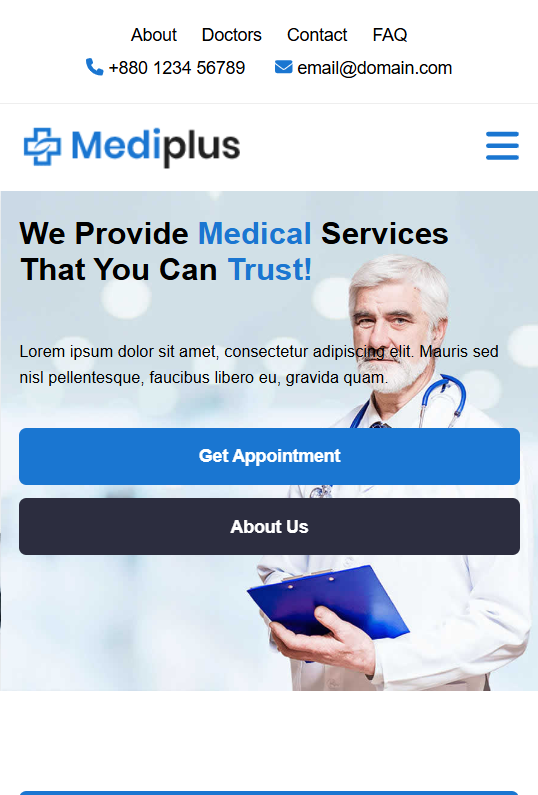 About Doctors Contact FAQ
+880 1234 56789 email@domain.com
Mediplus
We Provide Medical Services
That You Can Trust!
Lorem ipsum dolor sit amet, consectetur adipiscing elit. Mauris sed
nisl pellentesque, faucibus libero eu, gravida quam.
Get Appointment
About Us